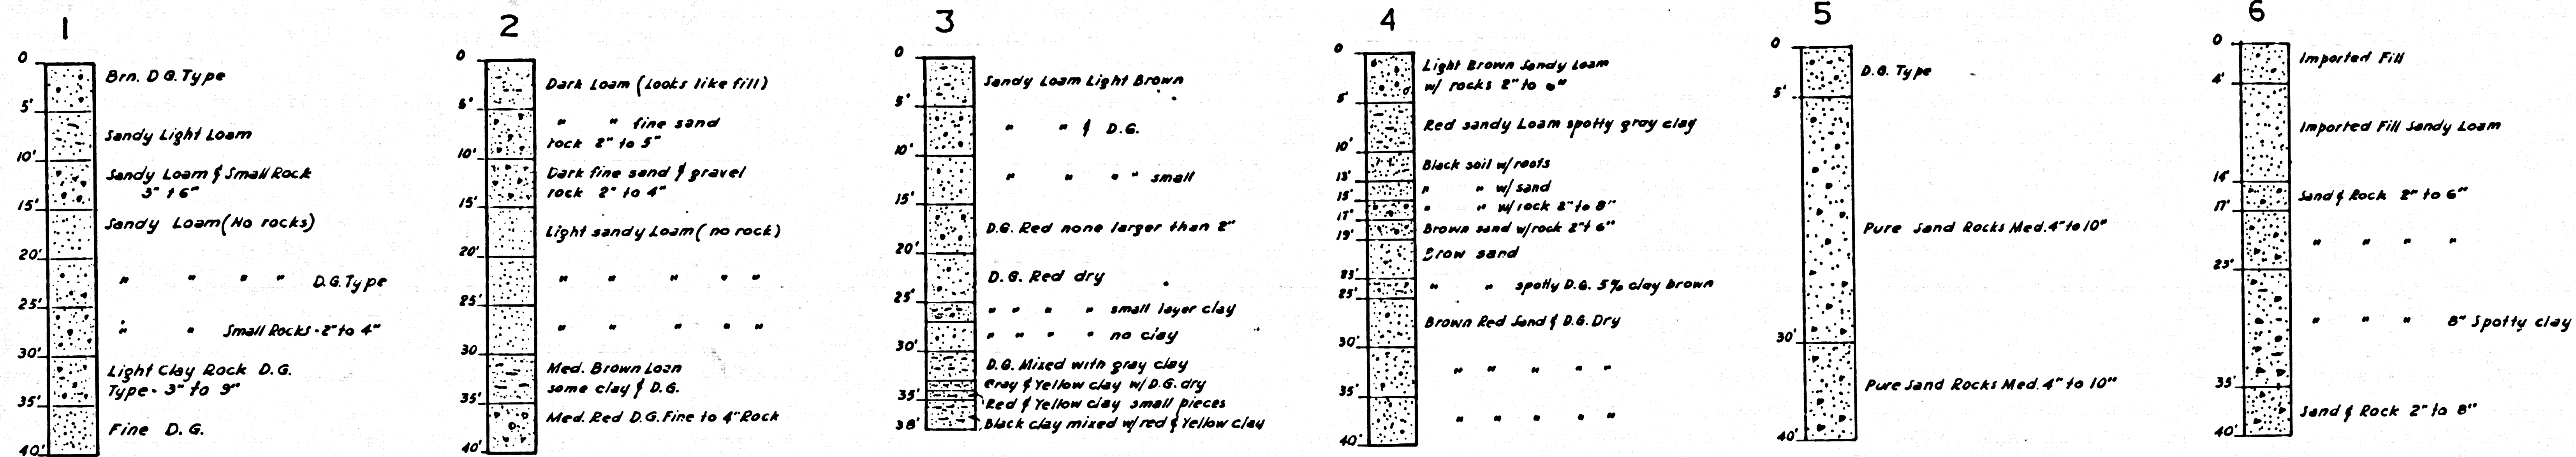 1
0
Brn. D.G. Type
5'
Sandy Light Loam
10'
Sandy Loam & Small Rock
3" t 6"
15'
Sandy Loam (No rocks)
20'
" " " " D.G. Type
25'
" " Small Rocks - 2" to 4"
30'
Light Clay Rock D.G.
Type - 3" to 9"
35'
Fine D.G.
40'
2
0
Dark Loam (Looks like fill)
5'
" " fine sand
rock 2" to 5"
10'
Dark fine sand & gravel
rock 2" to 4"
15'
Light sandy Loam (no rock)
20'
" " " " "
25'
" " " " "
30
Med. Brown Loan
some clay & D.G.
35'
Med. Red D.G. Fine to 4" Rock
40'
3
0
Sandy Loam Light Brown
5'
" " & D.G.
10'
" " " " small
15'
D.G. Red none larger than 2"
20'
D.G. Red dry
25'
" " " " small layer clay
" " " " no clay
30'
D.G. Mixed with gray clay
Gray & Yellow clay w/ D.G. dry
35'
Red & Yellow clay small pieces
38'
Black clay mixed w/ red & Yellow clay
4
0
Light Brown Sandy Loam
w/ rocks 2" to 6"
5'
Red sandy Loam spotty gray clay
10'
Black soil w/ roots
13'
" " w/ sand
15'
" " w/ rock 2" to 8"
17'
Brown sand w/ rock 2" t 6"
19'
Brow sand
23'
" " spotty D.G. 5% clay brown
25'
Brown Red Sand & D.G. Dry
30'
" " " " "
35'
" " " " "
40'
5
0
D.G. Type
5'
Pure Sand Rocks Med. 4" to 10"
30'
Pure Sand Rocks Med. 4" to 10"
40'
6
0
Imported Fill
4'
Imported Fill Sandy Loam
14'
Sand & Rock 2" to 6"
17'
" " " "
23'
" " " 8" Spotty clay
35'
Sand & Rock 2" to 8"
40'